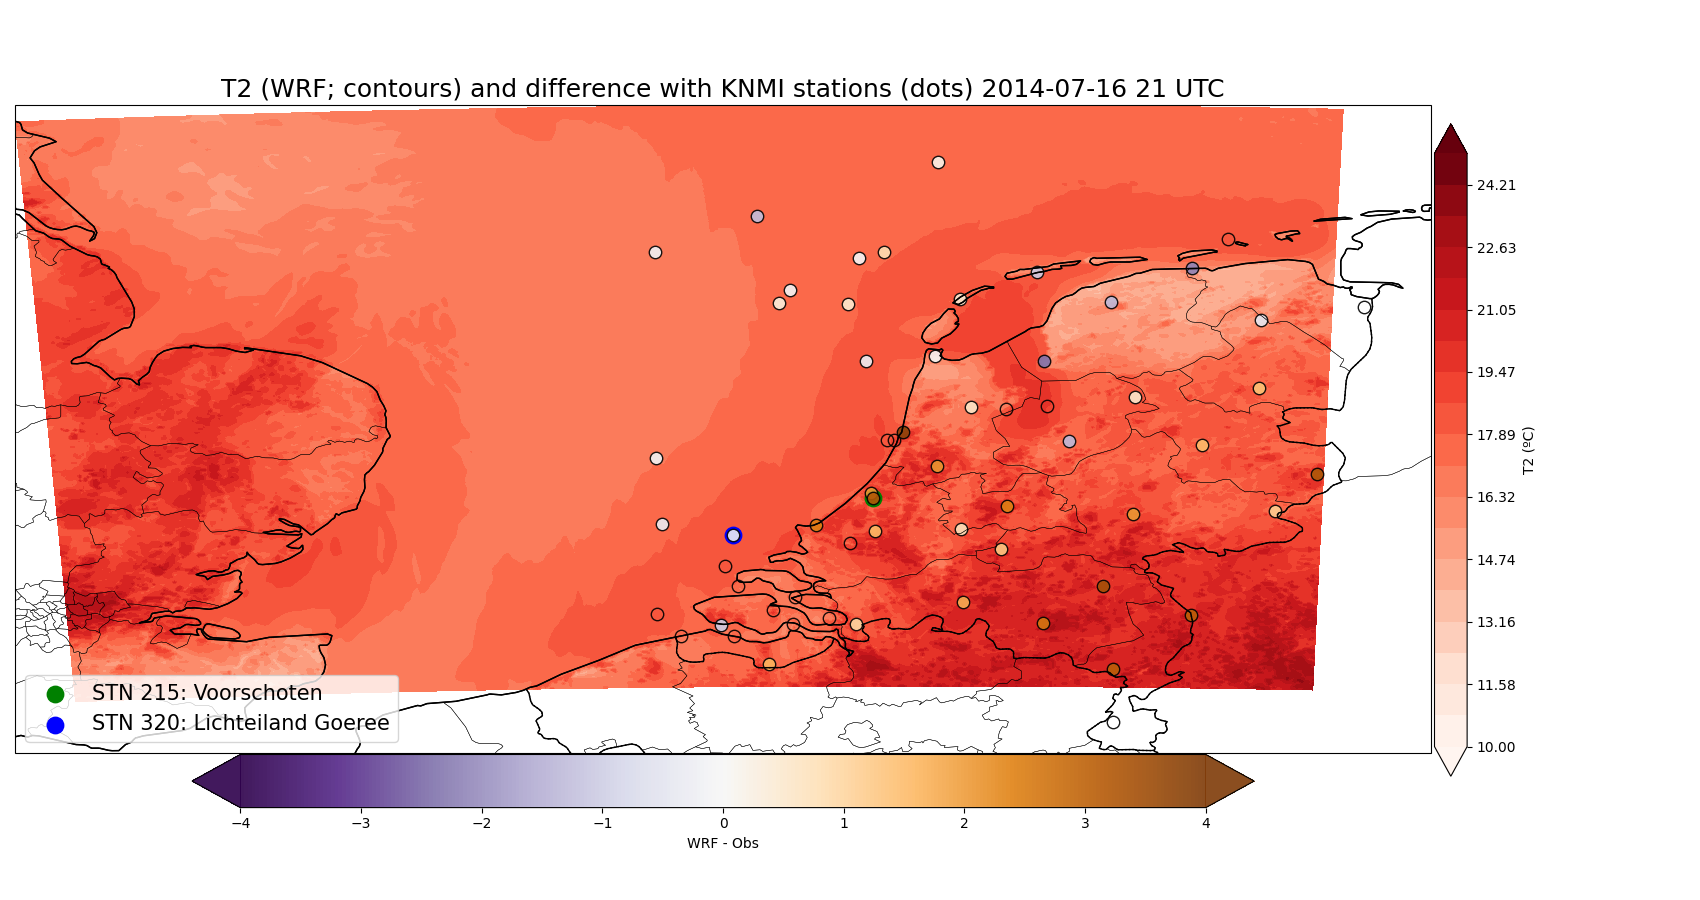 T2 (WRF; contours) and difference with KNMI stations (dots) 2014-07-16 21 UTC
24.21
22.63
21.05
19.47
17.89
16.32
14.74
13.16
11.58
10.00
T2 (ºC)
STN 215: Voorschoten
STN 320: Lichteiland Goeree
−4 −3 −2 −1 0 1 2 3 4
WRF - Obs